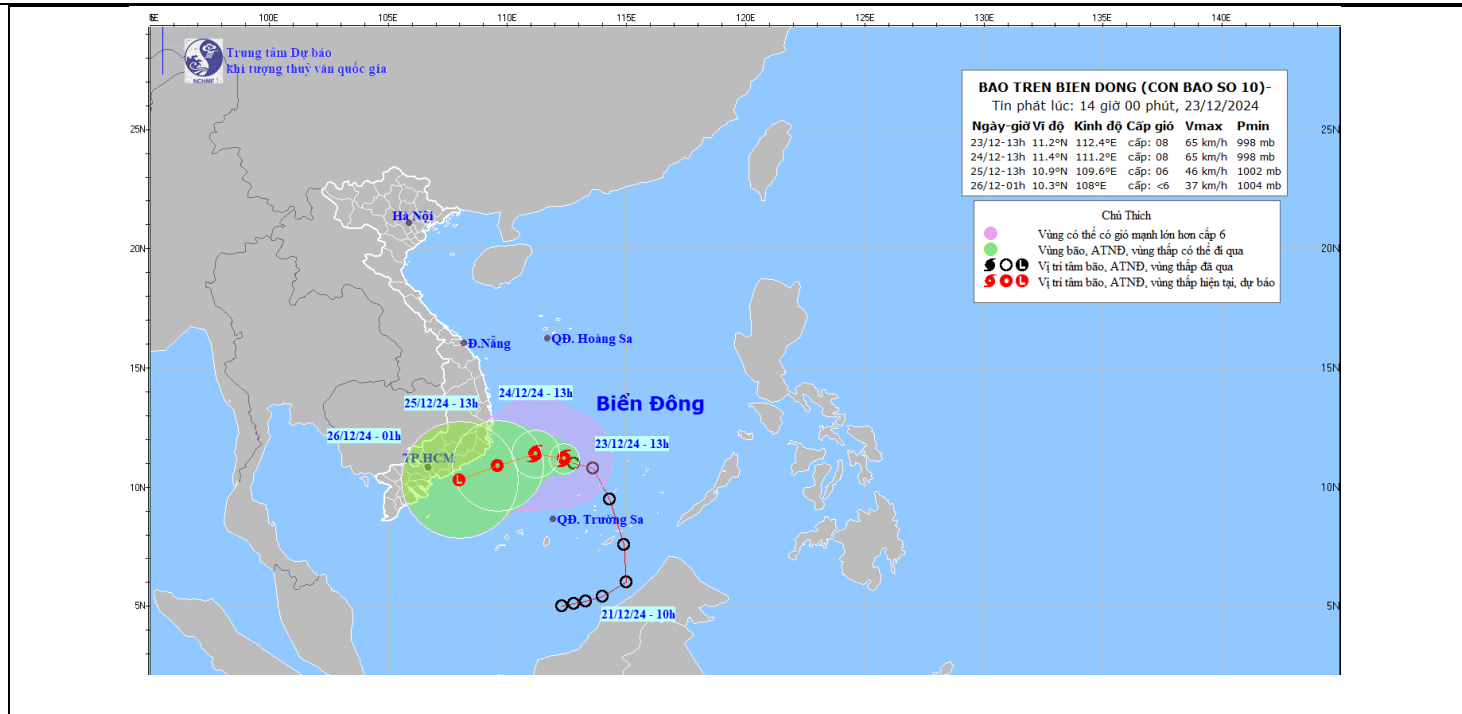 E 100E 105E 110E 115E 120E 125E 130E 135E 140E
Trung tâm Dự báo
khí tượng thuỷ văn quốc gia
NCHMF
BAO TREN BIEN DONG (CON BAO SO 10)-
Tin phát lúc: 14 giờ 00 phút, 23/12/2024
Ngày-giờ Vĩ độ Kinh độ Cấp gió Vmax Pmin
23/12-13h 11.2°N 112.4°E cấp: 08 65 km/h 998 mb
24/12-13h 11.4°N 111.2°E cấp: 08 65 km/h 998 mb
25/12-13h 10.9°N 109.6°E cấp: 06 46 km/h 1002 mb
26/12-01h 10.3°N 108°E cấp: <6 37 km/h 1004 mb
25N 25N
Chú Thích
Vùng có thể có gió mạnh lớn hơn cấp 6
Vùng bão, ATNĐ, vùng thấp có thể đi qua
L Vị trí tâm bão, ATNĐ, vùng thấp đã qua
L Vị trí tâm bão, ATNĐ, vùng thấp hiện tại, dự báo
Hà Nội
20N 20N
Đ.Nẵng
QĐ. Hoàng Sa
15N 15N
24/12/24 - 13h
25/12/24 - 13h
Biển Đông
26/12/24 - 01h
23/12/24 - 13h
TP.HCM
L
10N 10N
QĐ. Trường Sa
5N 5N
21/12/24 - 10h